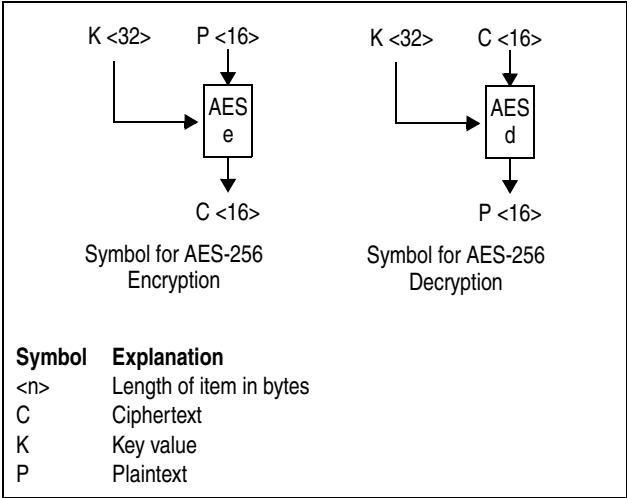 K <32>
P <16>
AES
e
C <16>
Symbol for AES-256
Encryption
K <32>
C <16>
AES
d
P <16>
Symbol for AES-256
Decryption
Symbol Explanation
<n> Length of item in bytes
C Ciphertext
K Key value
P Plaintext